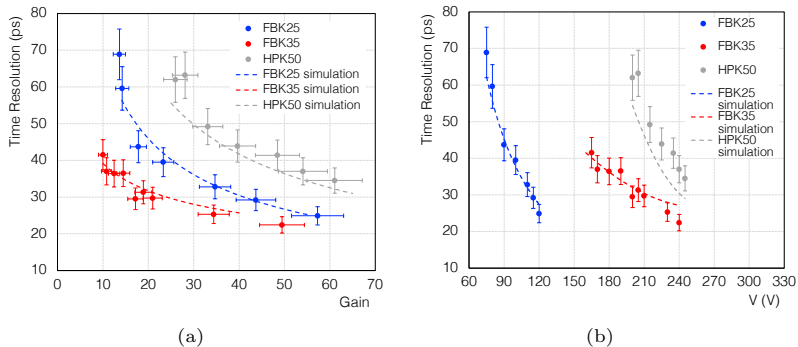 Time Resolution (ps)
80
70
60
50
40
30
20
10
0
10
20
30
40
50
60
70
Gain
FBK25
FBK35
HPK50
FBK25 simulation
FBK35 simulation
HPK50 simulation
(a)
Time Resolution (ps)
80
70
60
50
40
30
20
10
60
90
120
150
180
210
240
270
300
330
V (V)
FBK25
FBK35
HPK50
FBK25
simulation
FBK35
simulation
HPK50
simulation
(b)